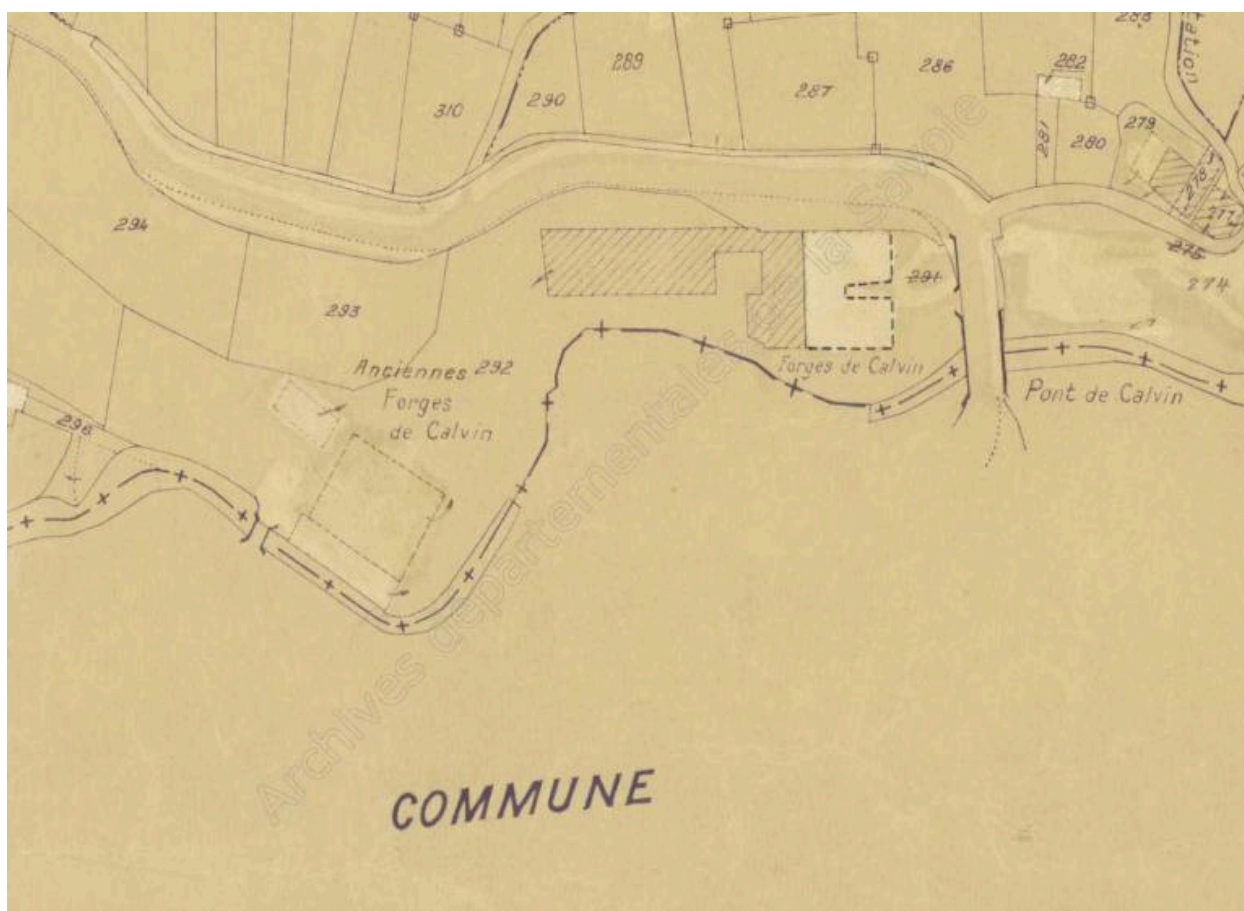 288
tation
289
286
282
310
290
287
281
280
279
278
277
275
274
294
291
293
Anciennes 292
Forges
de Calvin
Forges de Calvin
Pont de Calvin
296
Archives départementales de la Savoie
COMMUNE